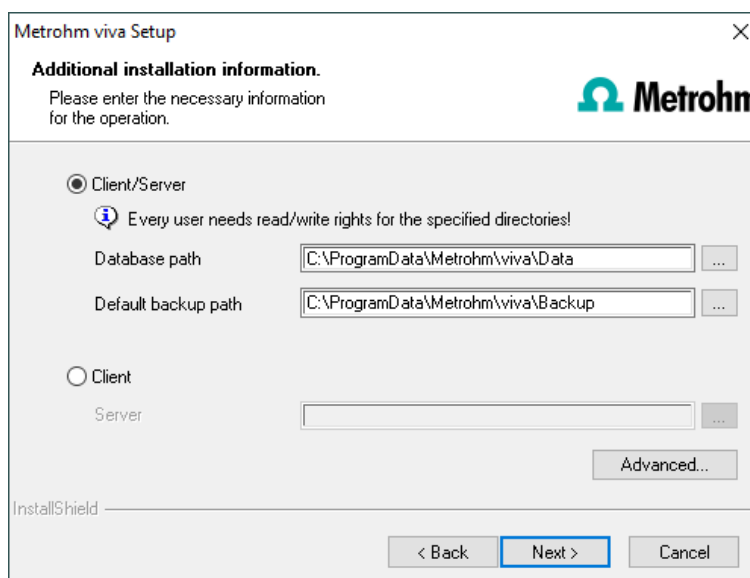 Metrohm viva Setup
Additional installation information.
Please enter the necessary information
for the operation.
Metrohm
Client/Server
Every user needs read/write rights for the specified directories!
Database path
C:\ProgramData\Metrohm\viva\Data
...
Default backup path
C:\ProgramData\Metrohm\viva\Backup
...
Client
Server
...
Advanced...
InstallShield
< Back
Next >
Cancel